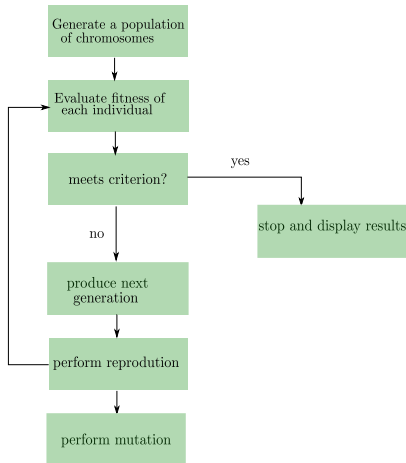 Generate a population
of chromosomes
Evaluate fitness of
each individual
meets criterion?
yes
stop and display results
no
produce next
generation
perform reprodution
perform mutation